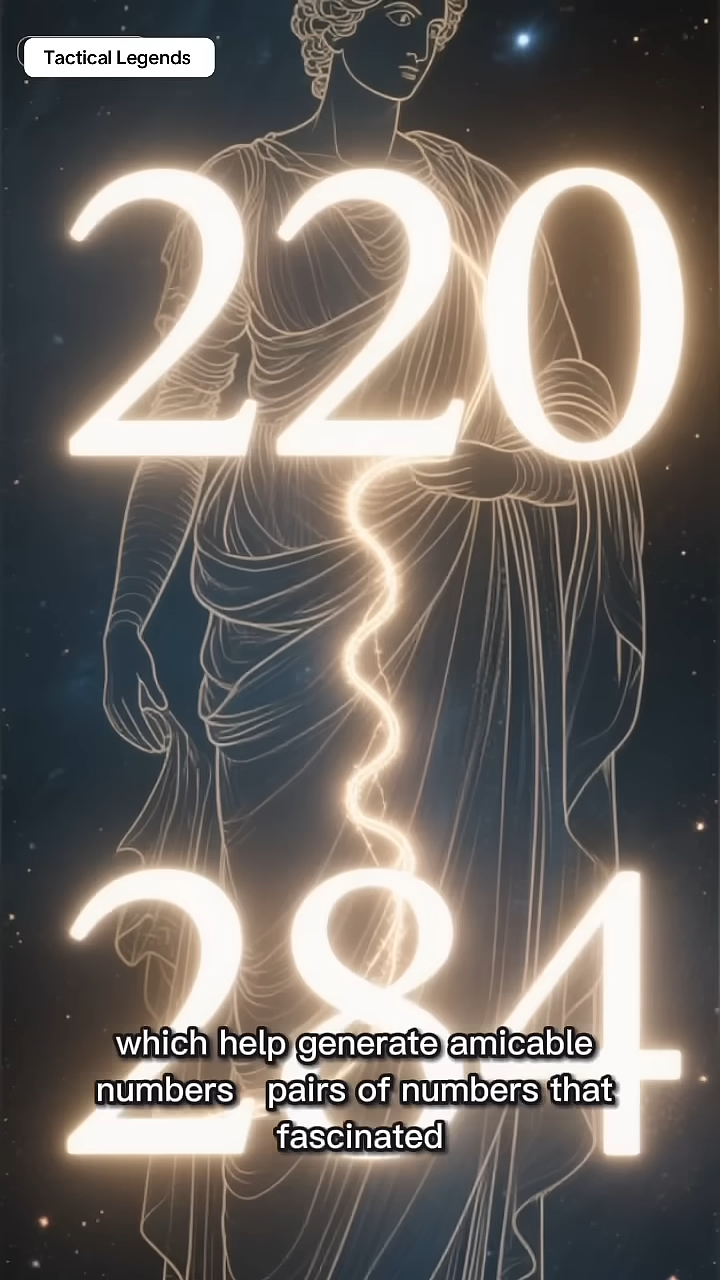 Tactical Legends
220
284
which help generate amicable
numbers pairs of numbers that
fascinated